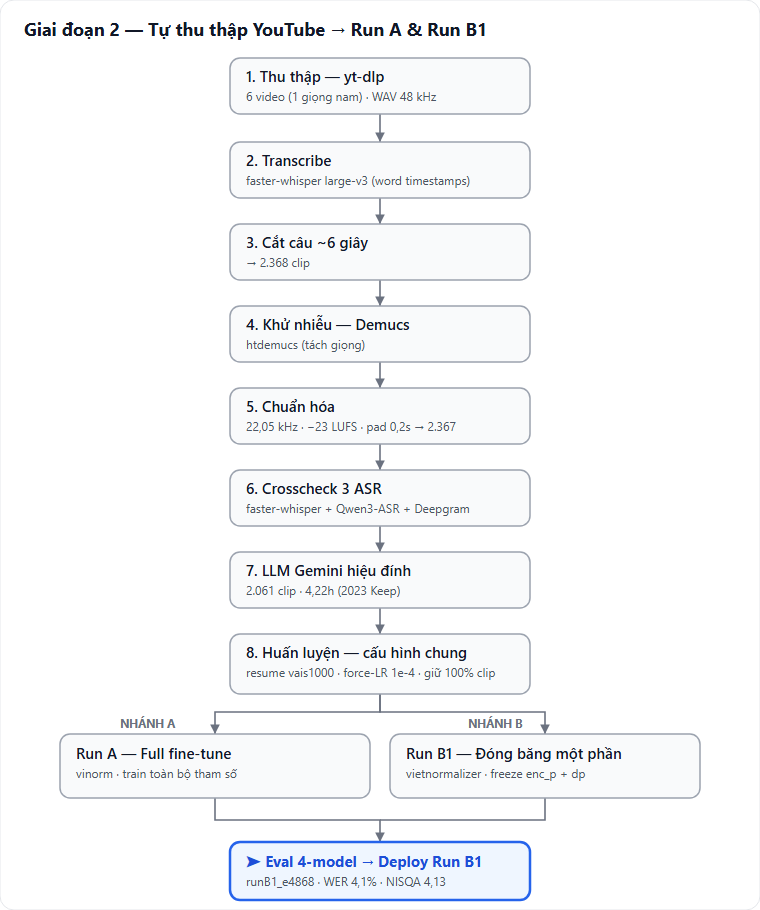 Giai đoạn 2 — Tự thu thập YouTube → Run A & Run B1
1. Thu thập — yt-dlp
6 video (1 giọng nam) · WAV 48 kHz
2. Transcribe
faster-whisper large-v3 (word timestamps)
3. Cắt câu ~6 giây
→ 2.368 clip
4. Khử nhiễu — Demucs
htdemucs (tách giọng)
5. Chuẩn hóa
22,05 kHz · −23 LUFS · pad 0,2s → 2.367
6. Crosscheck 3 ASR
faster-whisper + Qwen3-ASR + Deepgram
7. LLM Gemini hiệu đính
2.061 clip · 4,22h (2023 Keep)
8. Huấn luyện — cấu hình chung
resume vais1000 · force-LR 1e-4 · giữ 100% clip
NHÁNH A
NHÁNH B
Run A — Full fine-tune
vinorm · train toàn bộ tham số
Run B1 — Đóng băng một phần
vietnormalizer · freeze enc_p + dp
➤ Eval 4-model → Deploy Run B1
runB1_e4868 · WER 4,1% · NISQA 4,13